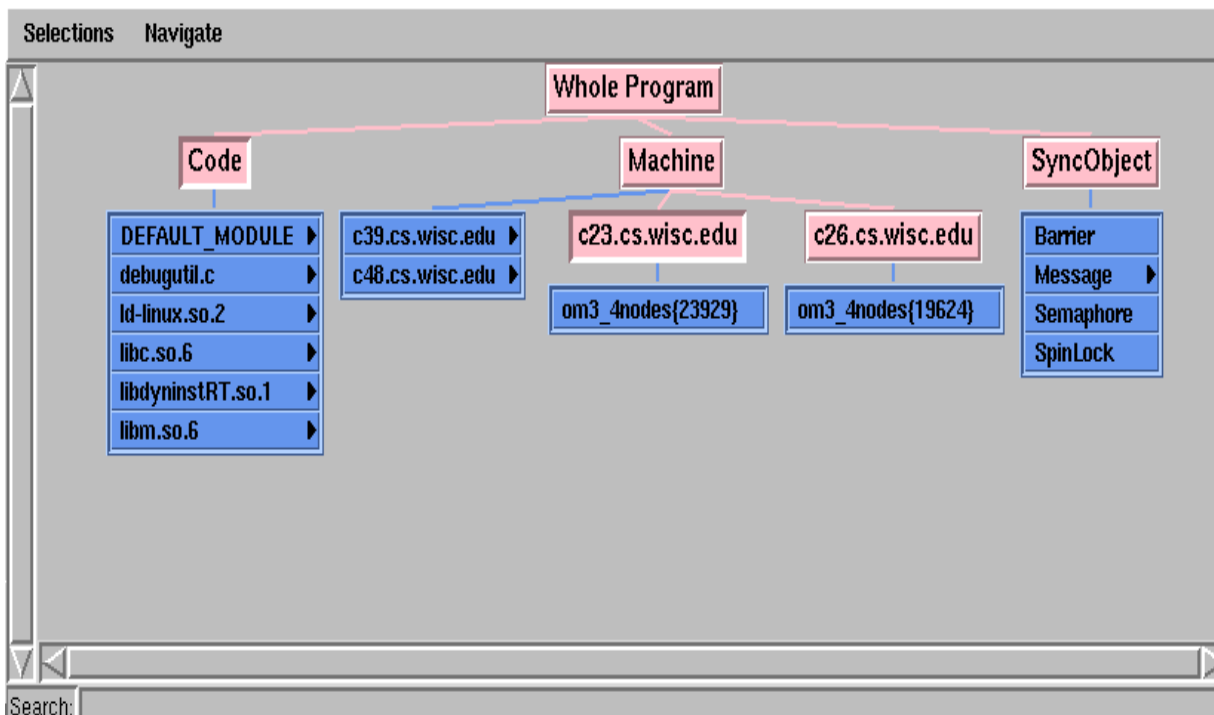 Selections Navigate
Whole Program
Code Machine SyncObject
DEFAULT_MODULE
debugutil.c
ld-linux.so.2
libc.so.6
libdyninstRT.so.1
libm.so.6
c39.cs.wisc.edu
c48.cs.wisc.edu
c23.cs.wisc.edu
om3_4nodes{23929}
c26.cs.wisc.edu
om3_4nodes{19624}
Barrier
Message
Semaphore
SpinLock
Search: